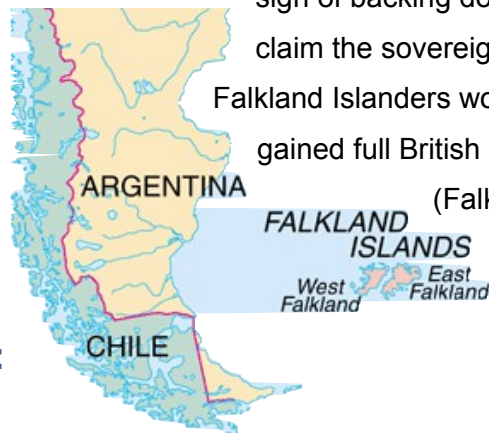 sign of backing do
claim the sovereig
Falkland Islanders wo
gained full British
(Falk
ARGENTINA
FALKLAND
ISLANDS
West
Falkland
East
Falkland
CHILE
: